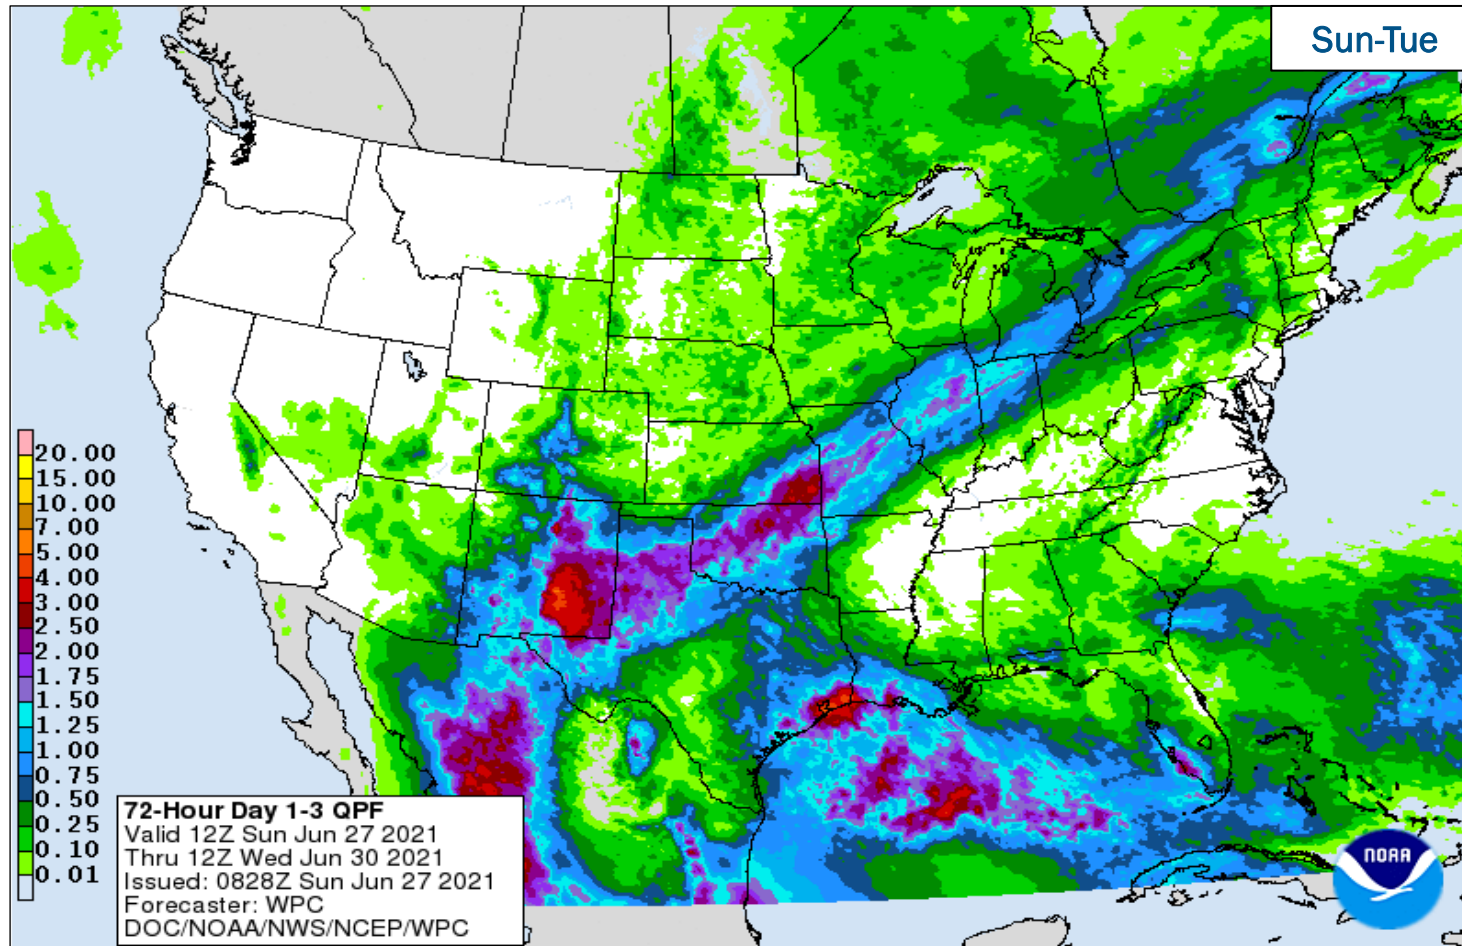 Sun-Tue
20.00
15.00
10.00
7.00
5.00
4.00
3.00
2.50
2.00
1.75
1.50
1.25
1.00
0.75
0.50
0.25
0.10
0.01
72-Hour Day 1-3 QPF
Valid 12Z Sun Jun 27 2021
Thru 12Z Wed Jun 30 2021
Issued: 0828Z Sun Jun 27 2021
Forecaster: WPC
DOC/NOAA/NWS/NCEP/WPC
NOAA